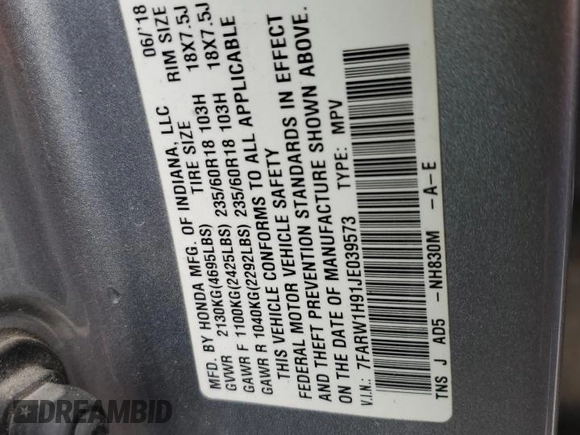 MFD. BY HONDA MFG. OF INDIANA, LLC 06/'18
TIRE SIZE RIM SIZE
GVWR 2130KG(4695LBS)
GAWR F 1100KG(2425LBS) 235/60R18 103H 18X7.5J
GAWR R 1040KG(2292LBS) 235/60R18 103H 18X7.5J
THIS VEHICLE CONFORMS TO ALL APPLICABLE
FEDERAL MOTOR VEHICLE SAFETY
AND THEFT PREVENTION STANDARDS IN EFFECT
ON THE DATE OF MANUFACTURE SHOWN ABOVE.
V.I.N.: 7FARW1H91JE039573 TYPE: MPV
TNS J AD5 -NH830M -A-E
DREAMBID